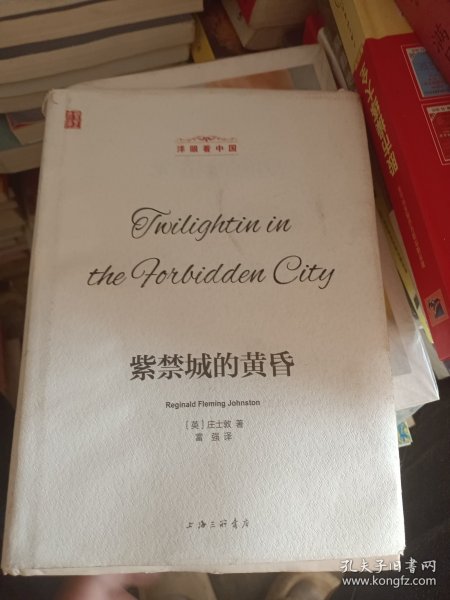 洋眼看中国
Twilightin in
the Forbidden City
紫禁城的黄昏
Reginald Fleming Johnston
［英］庄士敦 著
富强 译
上海三联书店
孔夫子旧书网
www.kongfz.com